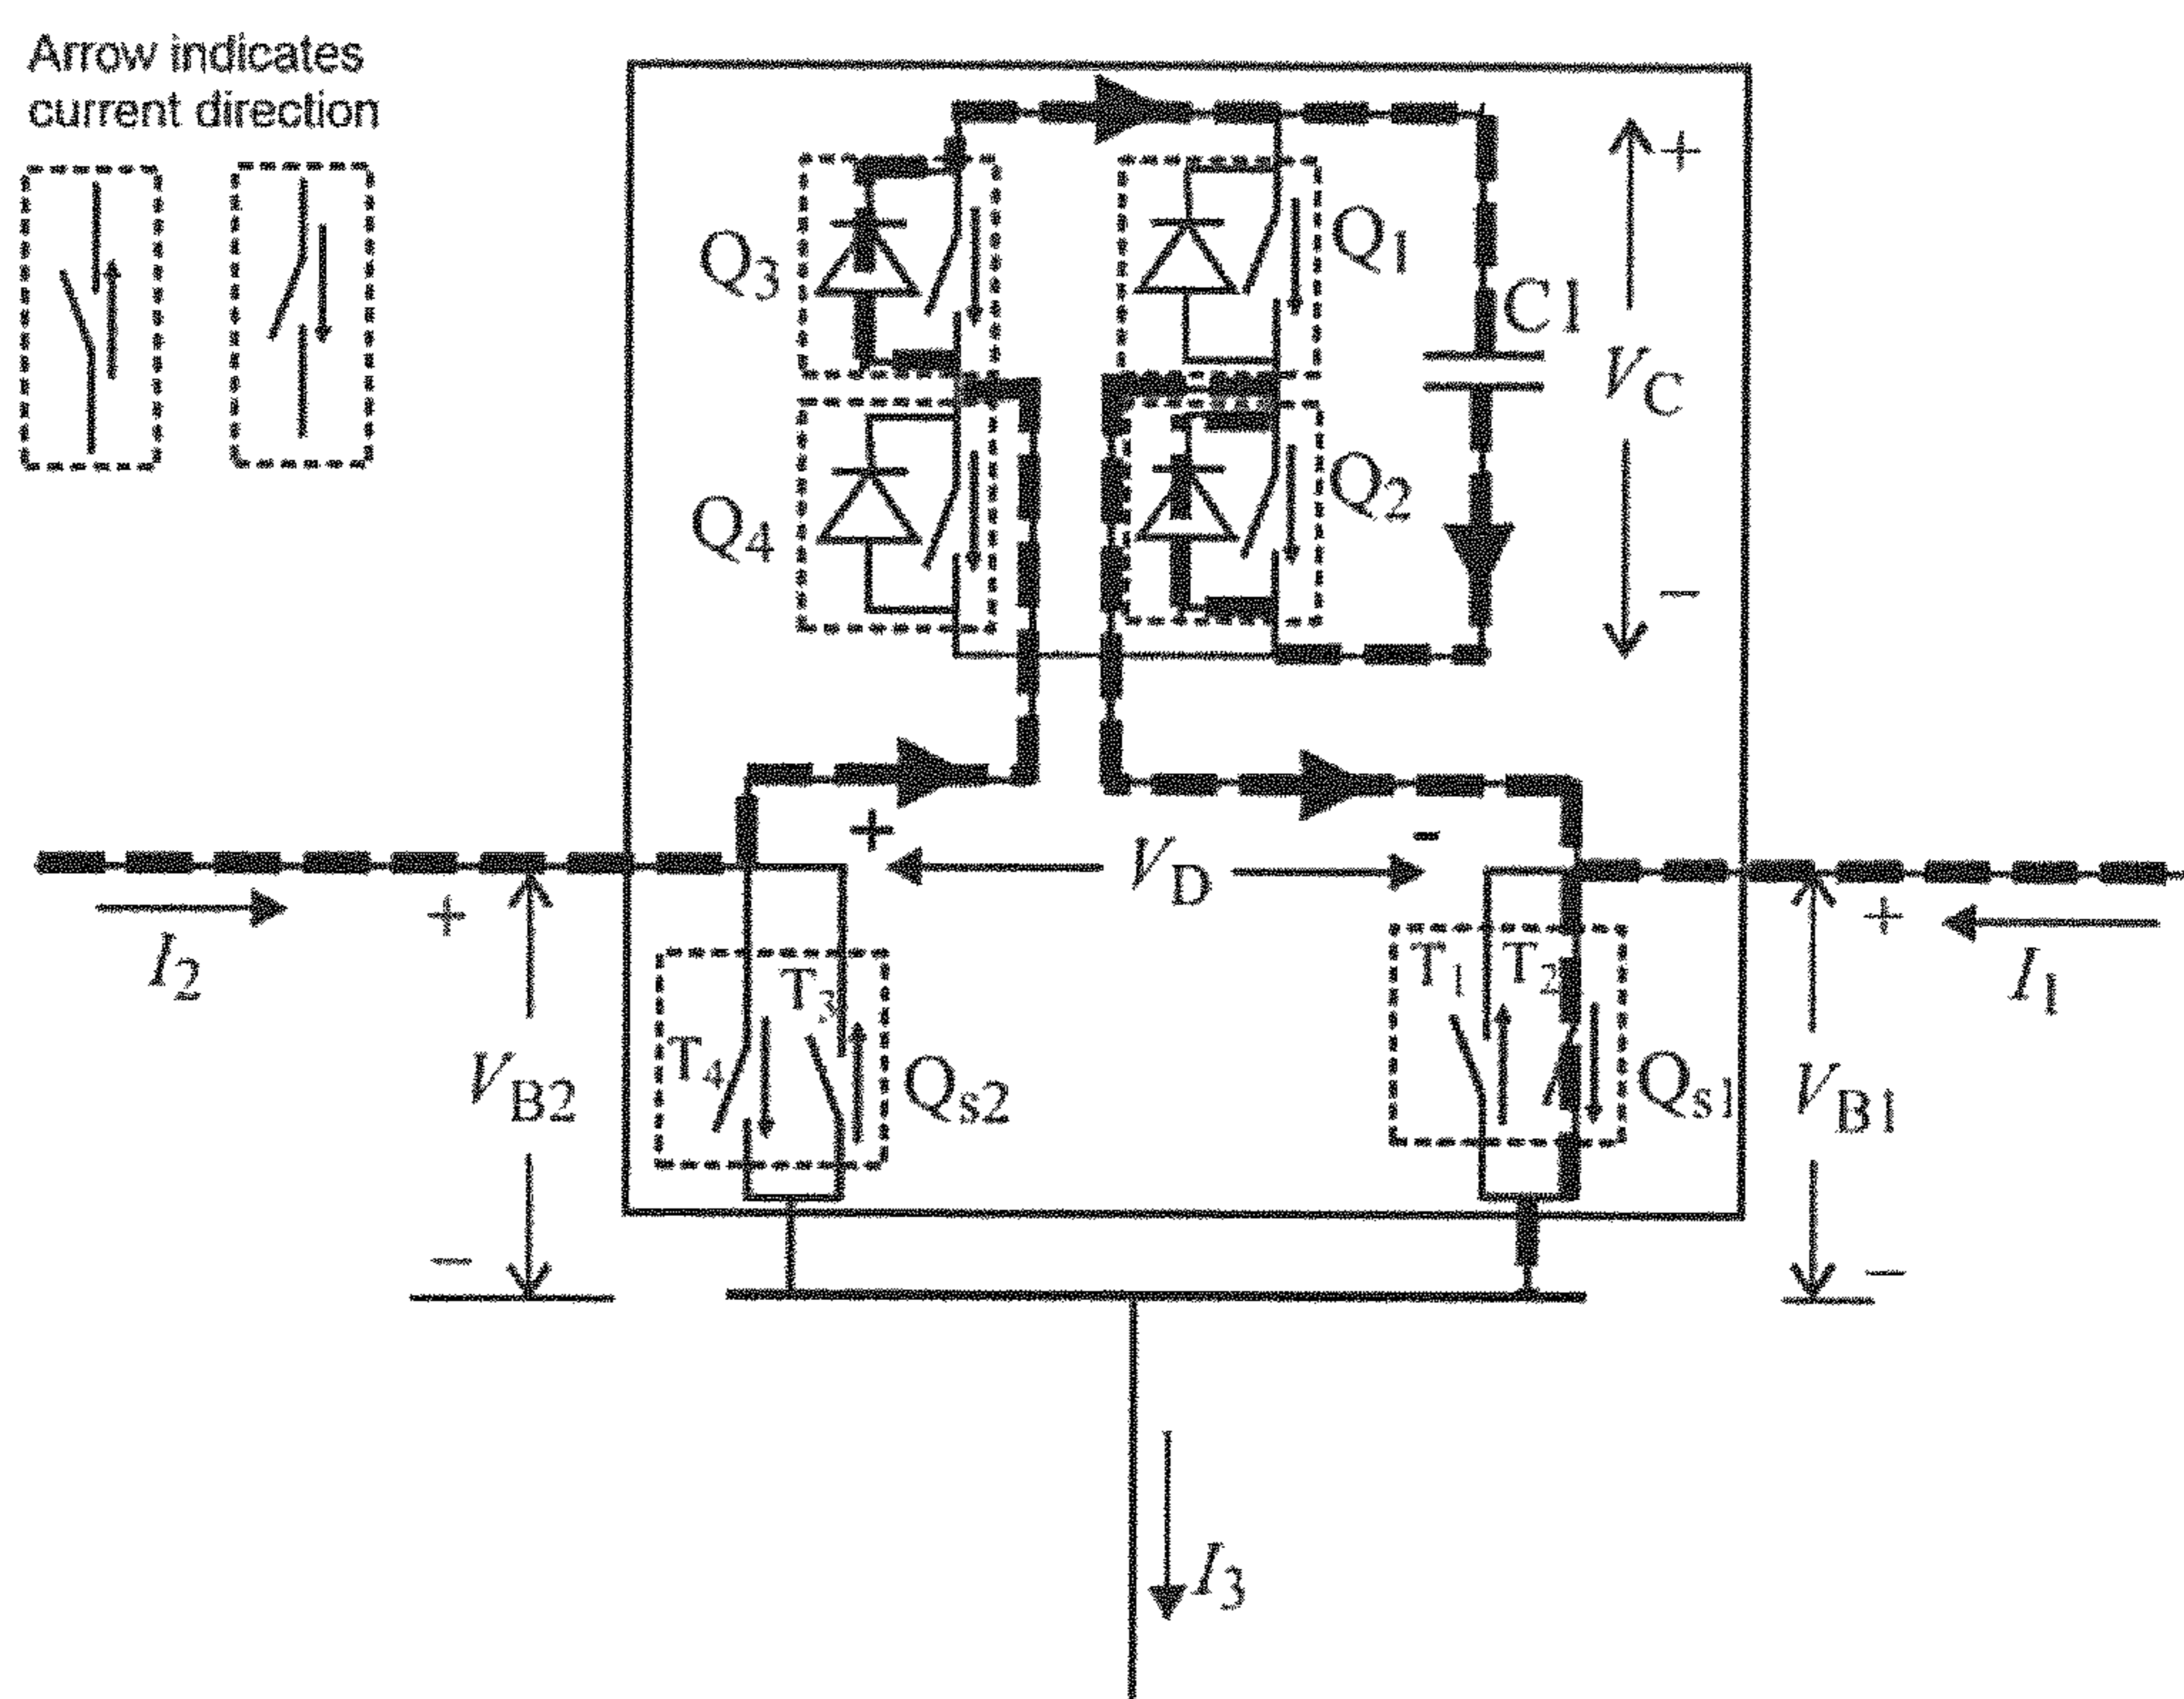 Arrow indicates
current direction
+
Q3
Q1
C1
VC
Q4
Q2
−
+
VD
-
I2
+
+
I1
T4
T3
T1
T2
VB2
Qs2
Qs1
VB1
−
−
I3